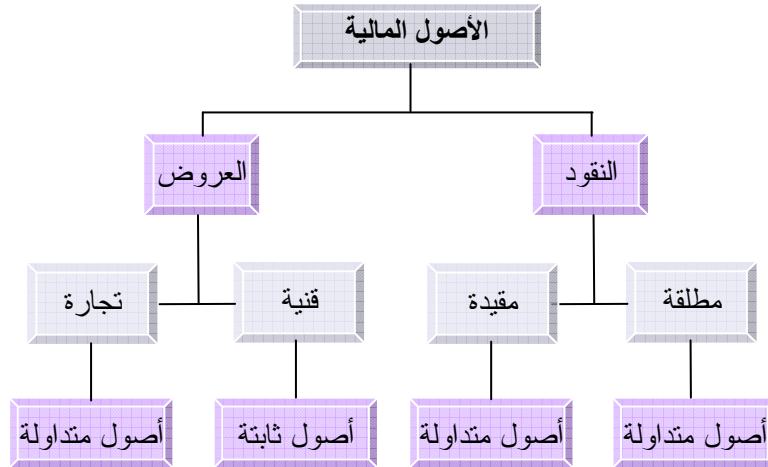 الأصول المالية
النقود
العروض
مطلقة
مقيدة
قنية
تجارة
أصول متداولة
أصول متداولة
أصول ثابتة
أصول متداولة